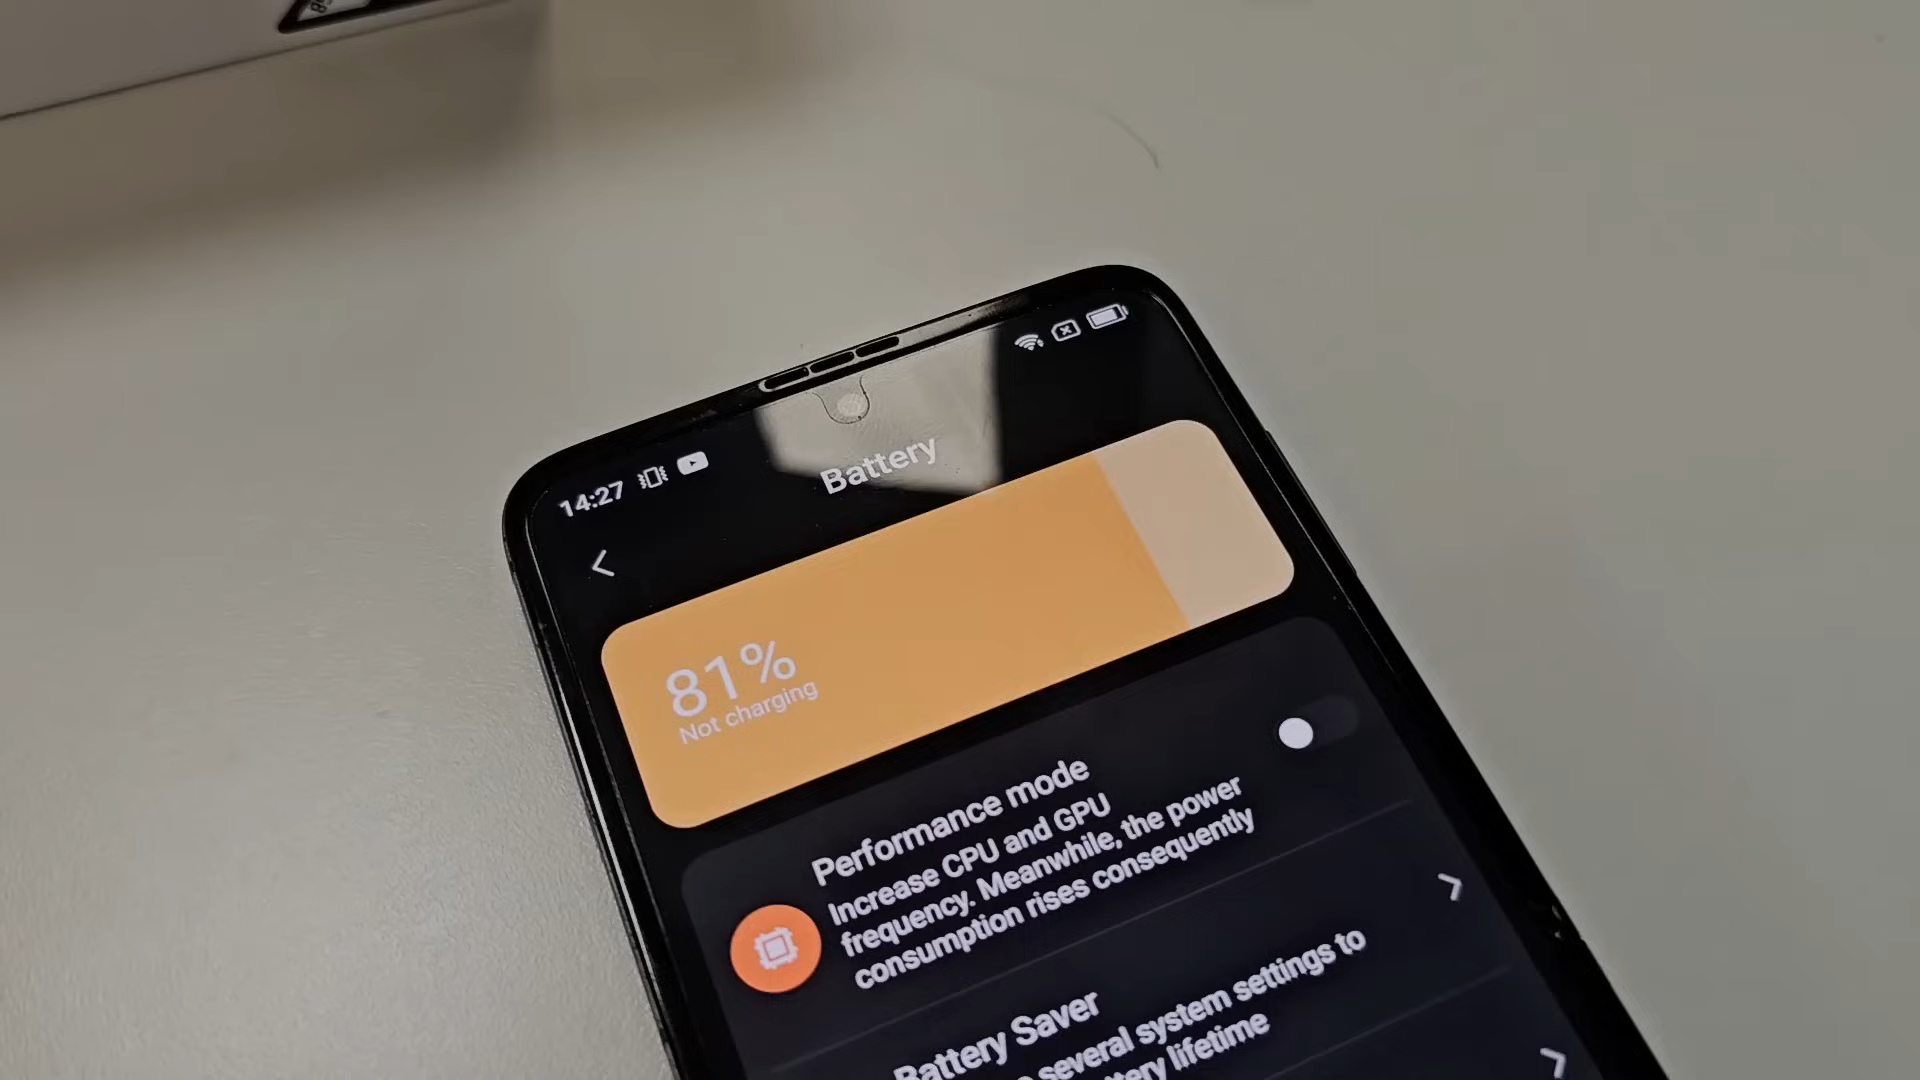 14:27
Battery
81%
Not charging
Performance mode
Increase CPU and GPU
frequency. Meanwhile, the power
consumption rises consequently
Battery Saver
several system settings to
lifetime